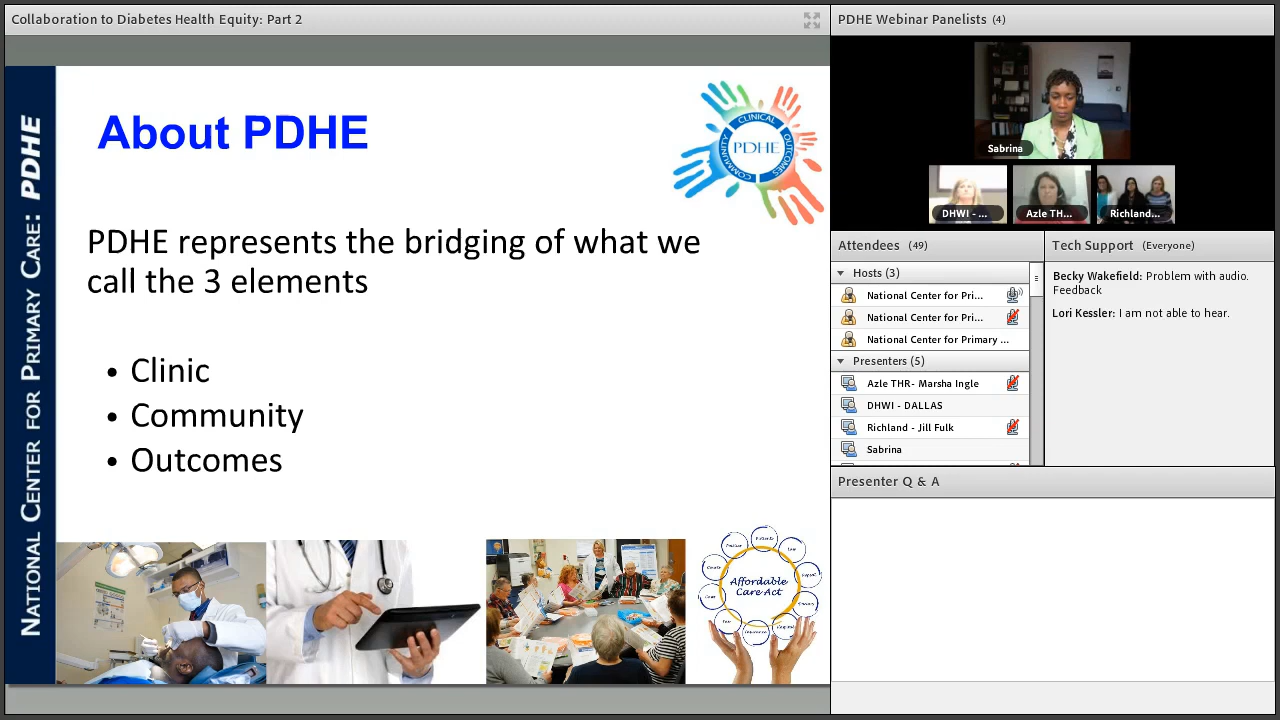 Collaboration to Diabetes Health Equity: Part 2
NATIONAL CENTER FOR PRIMARY CARE: PDHE
About PDHE
CLINICAL
OUTCOMES
COMMUNITY
PDHE
PDHE represents the bridging of what we
call the 3 elements
• Clinic
• Community
• Outcomes
Affordable
Care Act
PDHE Webinar Panelists (4)
Sabrina
DHWI - ...
Azle TH...
Richland...
Attendees (49)
Hosts (3)
National Center for Pri...
National Center for Pri...
National Center for Primary ...
Presenters (5)
Azle THR- Marsha Ingle
DHWI - DALLAS
Richland - Jill Fulk
Sabrina
Tech Support (Everyone)
Becky Wakefield: Problem with audio.
Feedback
Lori Kessler: I am not able to hear.
Presenter Q & A